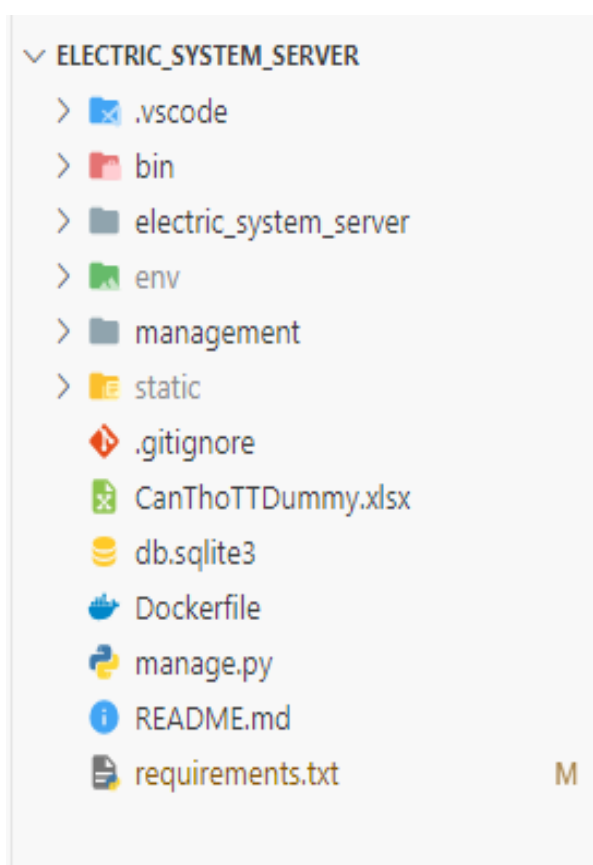 ELECTRIC_SYSTEM_SERVER
.vscode
bin
electric_system_server
env
management
static
.gitignore
CanThoTTDummy.xlsx
db.sqlite3
Dockerfile
manage.py
README.md
requirements.txt M